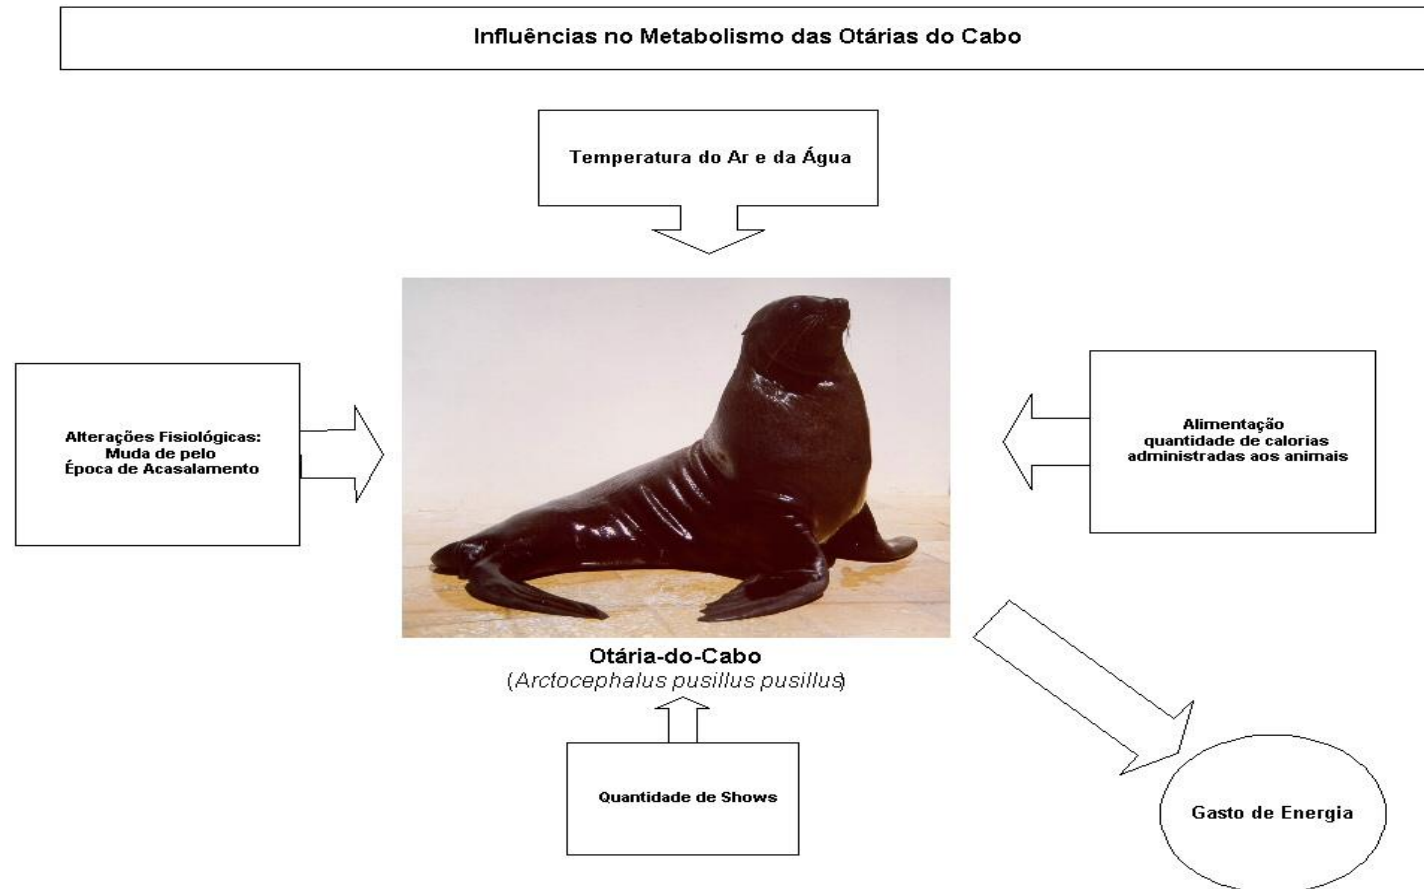 Influências no Metabolismo das Otárias do Cabo
Temperatura do Ar e da Água
Alterações Fisiológicas:
Muda de pelo
Época de Acasalamento
Alimentação
quantidade de calorias
administradas aos animais
Otária-do-Cabo
(Arctocephalus pusillus pusillus)
Quantidade de Shows
Gasto de Energia